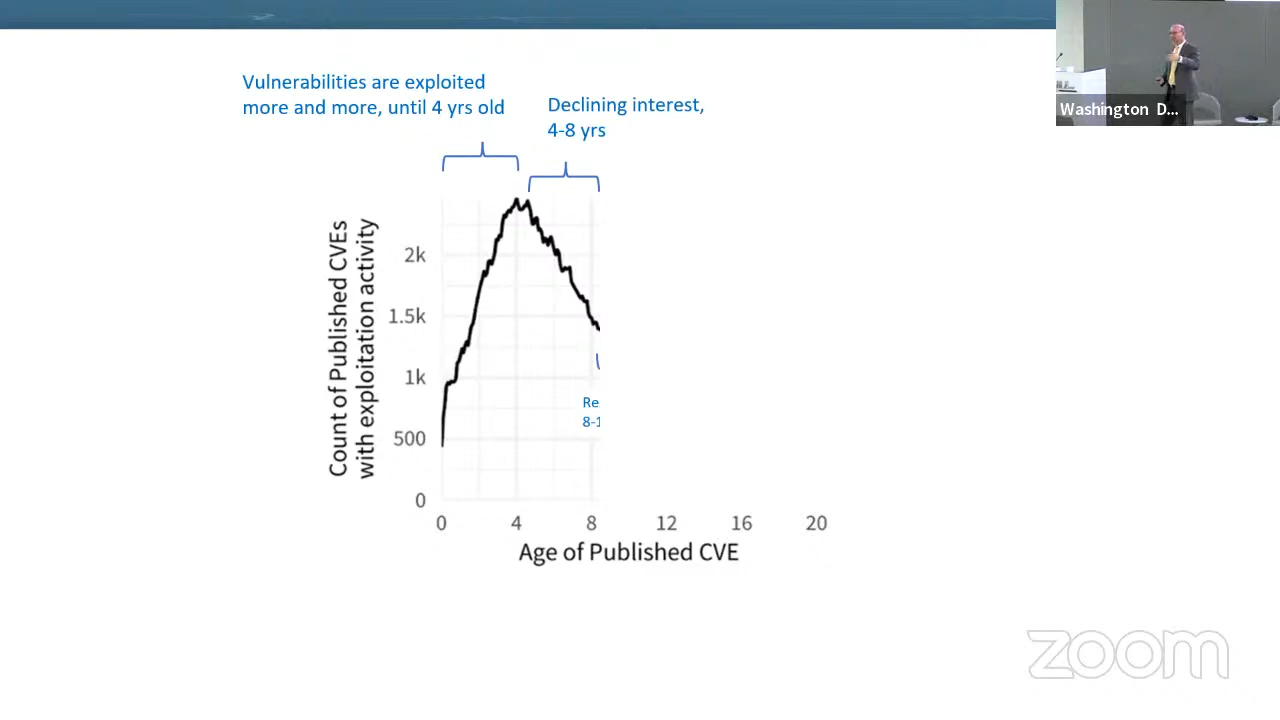 Vulnerabilities are exploited
more and more, until 4 yrs old
Declining interest,
4-8 yrs
Washington D...
Count of Published CVEs
with exploitation activity
2k
1.5k
1k
500
0
Re
8-1
0 4 8 12 16 20
Age of Published CVE
zoom